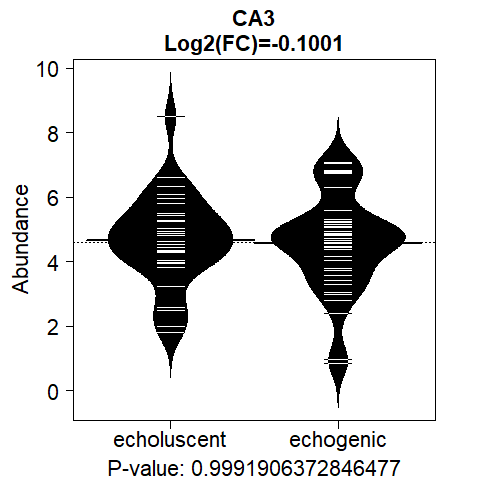 CA3
Log2(FC)=-0.1001
Abundance
10
8
6
4
2
0
echoluscent echogenic
P-value: 0.9991906372846477